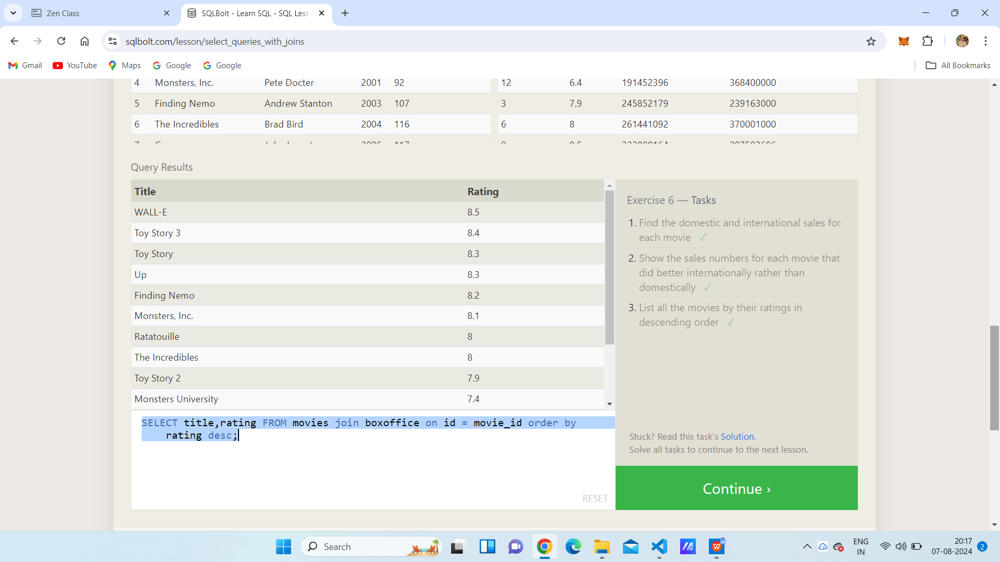 Zen Class
SQLBolt - Learn SQL - SQL Less
sqlbolt.com/lesson/select_queries_with_joins
Gmail YouTube Maps Google Google All Bookmarks
4 Monsters, Inc. Pete Docter 2001 92 12 6.4 191452396 368400000
5 Finding Nemo Andrew Stanton 2003 107 3 7.9 245852179 239163000
6 The Incredibles Brad Bird 2004 116 6 8 261441092 370001000
Query Results
Title Rating
WALL-E 8.5
Toy Story 3 8.4
Toy Story 8.3
Up 8.3
Finding Nemo 8.2
Monsters, Inc. 8.1
Ratatouille 8
The Incredibles 8
Toy Story 2 7.9
Monsters University 7.4
SELECT title,rating FROM movies join boxoffice on id = movie_id order by
rating desc;
RESET
Exercise 6 — Tasks
1. Find the domestic and international sales for
each movie ✓
2. Show the sales numbers for each movie that
did better internationally rather than
domestically ✓
3. List all the movies by their ratings in
descending order ✓
Stuck? Read this task's Solution.
Solve all tasks to continue to the next lesson.
Continue ›
Search
ENG
IN
20:17
07-08-2024
2